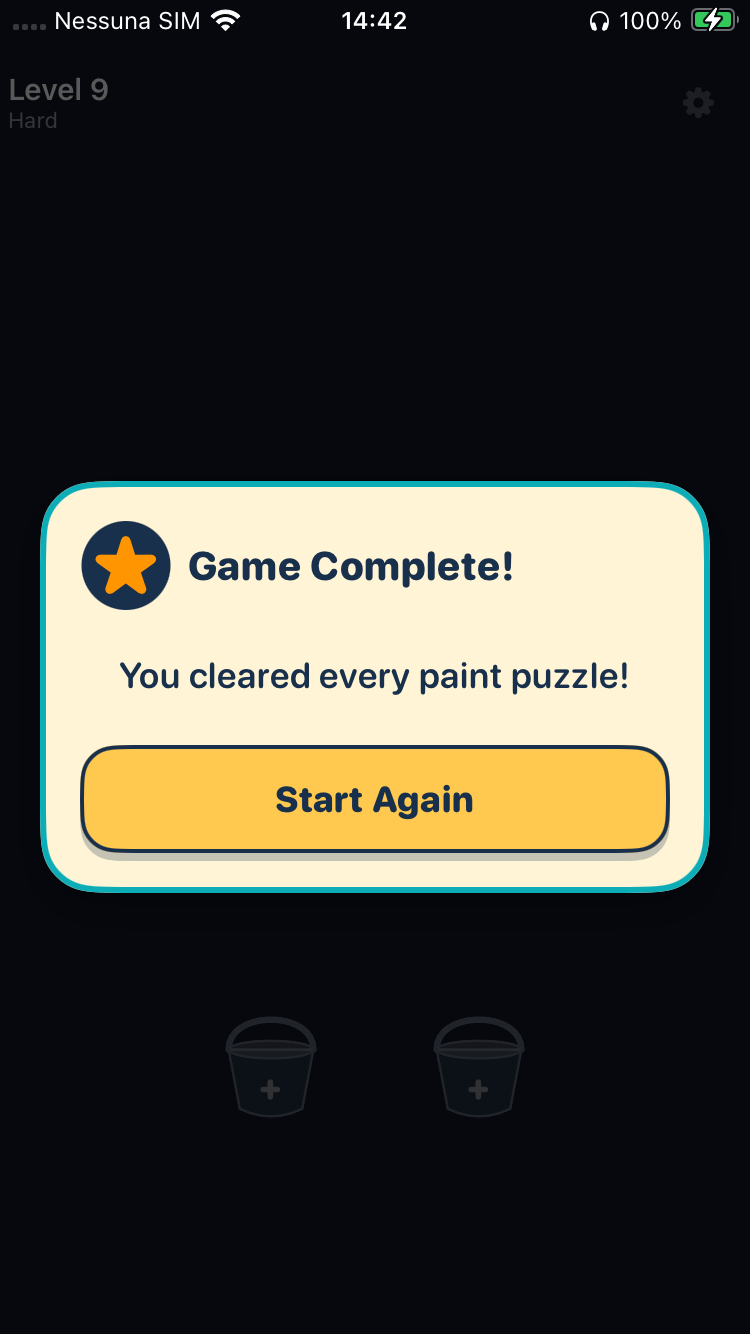 Nessuna SIM 14:42 100%
Level 9
Hard
Game Complete!
You cleared every paint puzzle!
Start Again
+ +